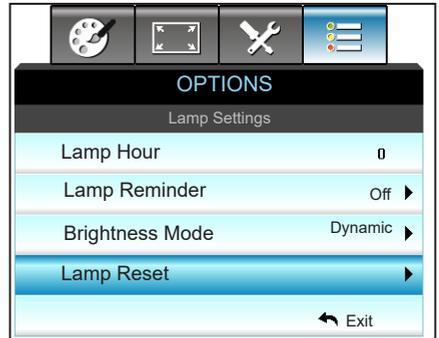 OPTIONS
Lamp Settings
Lamp Hour 0
Lamp Reminder Off
Brightness Mode Dynamic
Lamp Reset
Exit